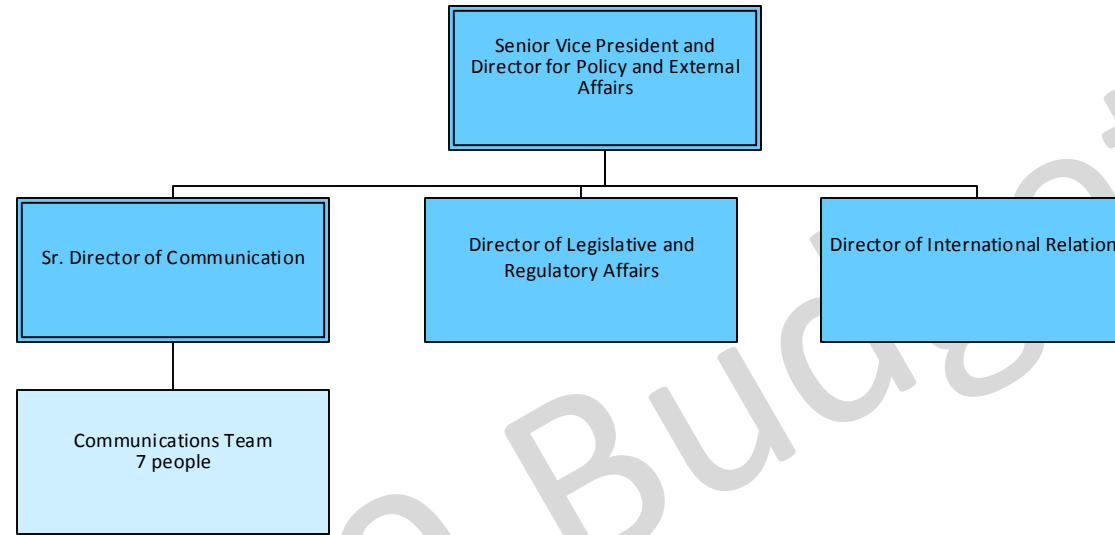 Senior Vice President and
Director for Policy and External
Affairs
Sr. Director of Communication
Director of Legislative and
Regulatory Affairs
Director of International Relation
Communications Team
7 people
Budget